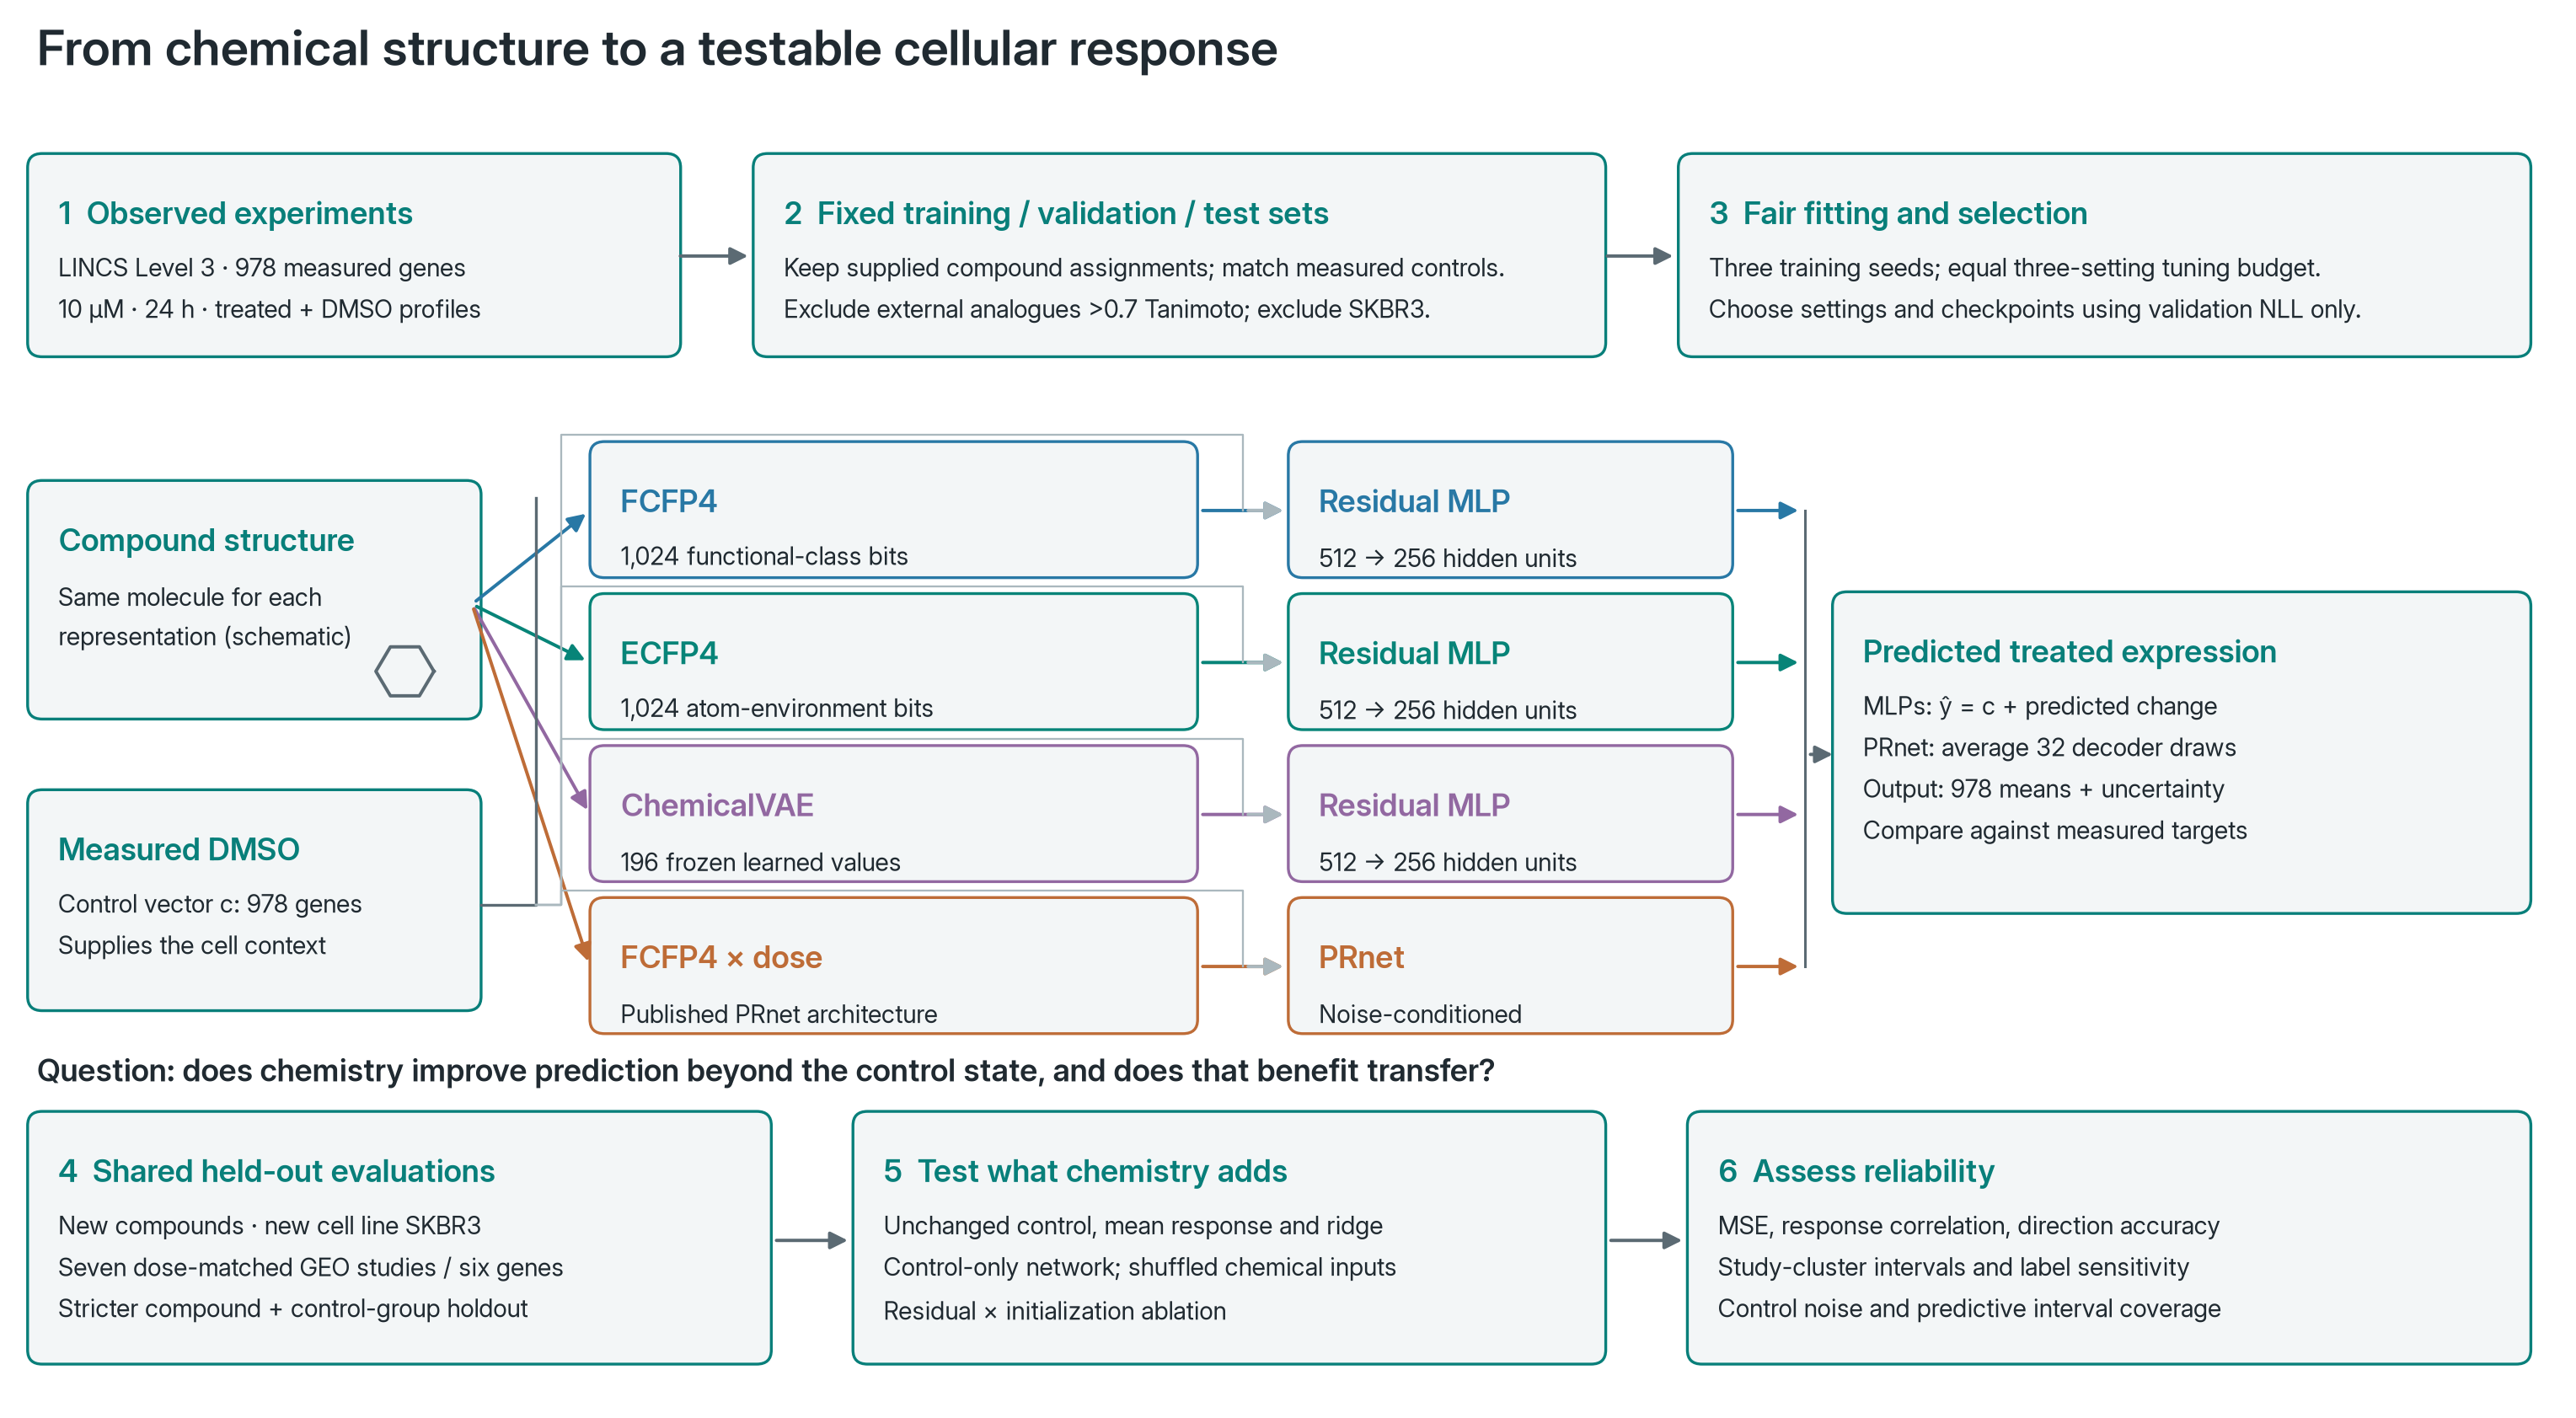 From chemical structure to a testable cellular response
1 Observed experiments
LINCS Level 3 · 978 measured genes
10 µM · 24 h · treated + DMSO profiles
2 Fixed training / validation / test sets
Keep supplied compound assignments; match measured controls.
Exclude external analogues >0.7 Tanimoto; exclude SKBR3.
3 Fair fitting and selection
Three training seeds; equal three-setting tuning budget.
Choose settings and checkpoints using validation NLL only.
Compound structure
Same molecule for each
representation (schematic)
Measured DMSO
Control vector c: 978 genes
Supplies the cell context
FCFP4
1,024 functional-class bits
Residual MLP
512 → 256 hidden units
ECFP4
1,024 atom-environment bits
Residual MLP
512 → 256 hidden units
ChemicalVAE
196 frozen learned values
Residual MLP
512 → 256 hidden units
FCFP4 × dose
Published PRnet architecture
PRnet
Noise-conditioned
Predicted treated expression
MLPs: ŷ = c + predicted change
PRnet: average 32 decoder draws
Output: 978 means + uncertainty
Compare against measured targets
Question: does chemistry improve prediction beyond the control state, and does that benefit transfer?
4 Shared held-out evaluations
New compounds · new cell line SKBR3
Seven dose-matched GEO studies / six genes
Stricter compound + control-group holdout
5 Test what chemistry adds
Unchanged control, mean response and ridge
Control-only network; shuffled chemical inputs
Residual × initialization ablation
6 Assess reliability
MSE, response correlation, direction accuracy
Study-cluster intervals and label sensitivity
Control noise and predictive interval coverage